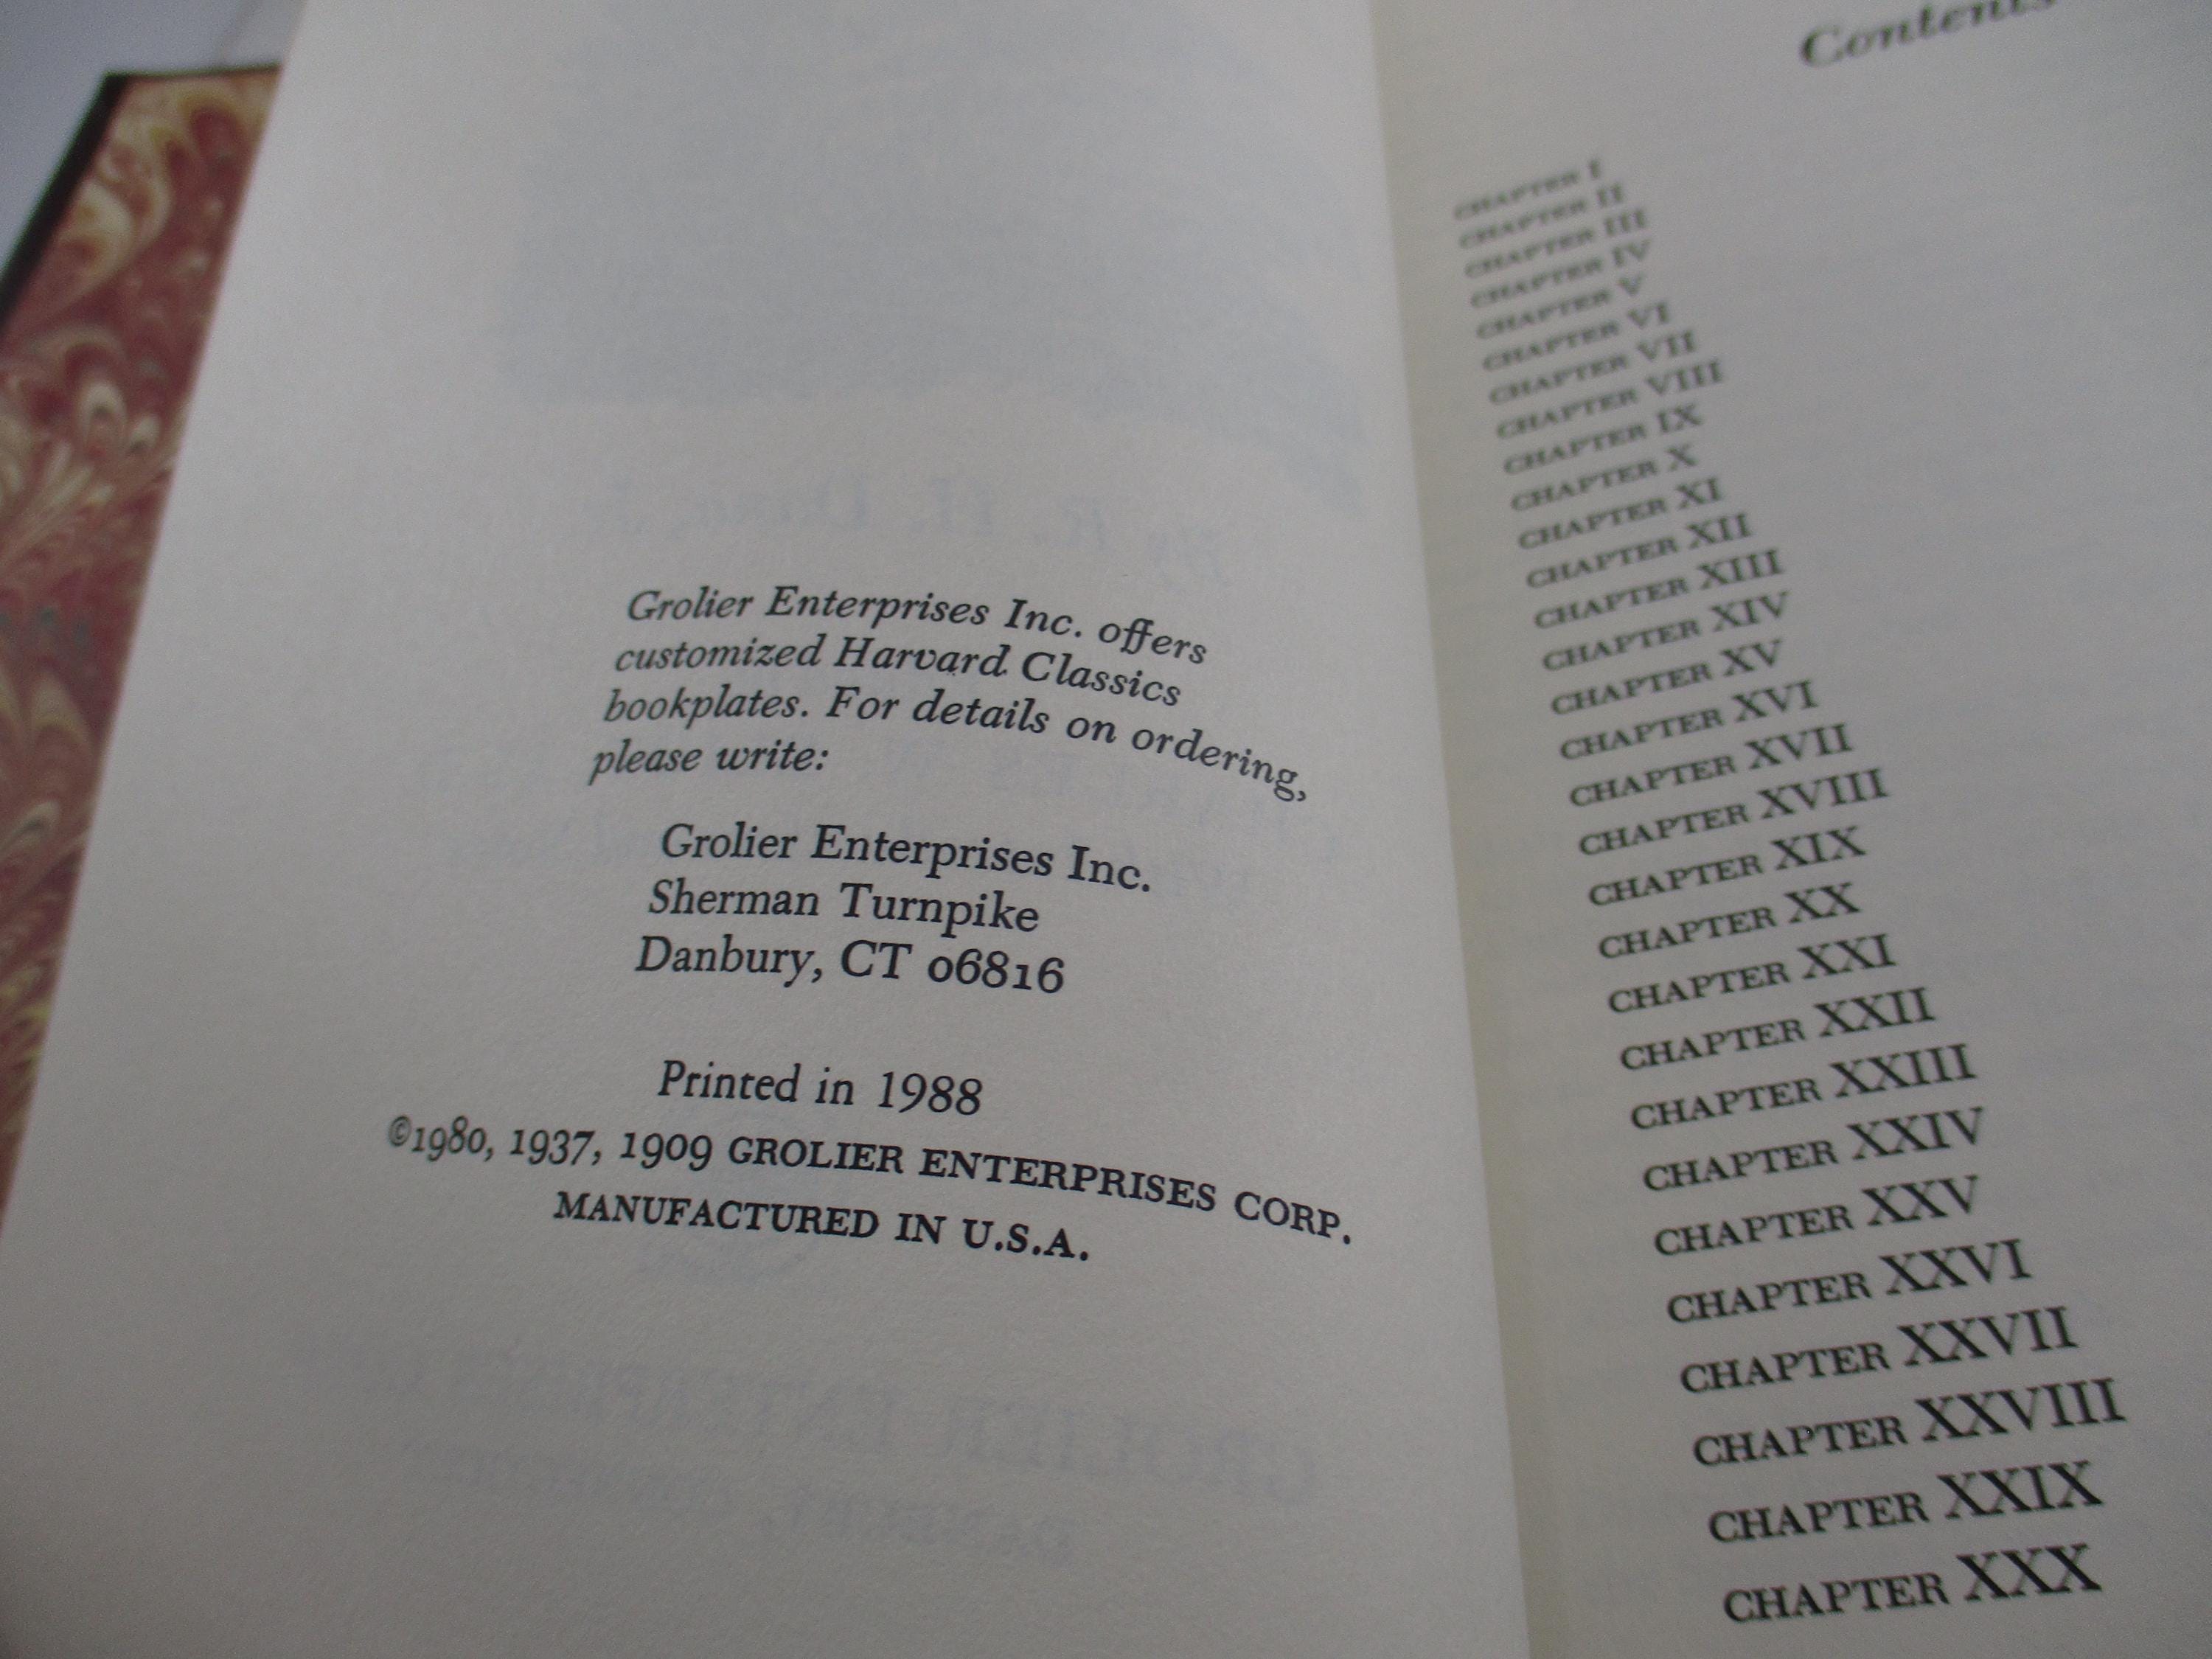 Grolier Enterprises Inc. offers
customized Harvard Classics
bookplates. For details on ordering,
please write:
Grolier Enterprises Inc.
Sherman Turnpike
Danbury, CT 06816
Printed in 1988
©1980, 1937, 1909 GROLIER ENTERPRISES CORP.
MANUFACTURED IN U.S.A.
Contents
CHAPTER I
CHAPTER II
CHAPTER III
CHAPTER IV
CHAPTER V
CHAPTER VI
CHAPTER VII
CHAPTER VIII
CHAPTER IX
CHAPTER X
CHAPTER XI
CHAPTER XII
CHAPTER XIII
CHAPTER XIV
CHAPTER XV
CHAPTER XVI
CHAPTER XVII
CHAPTER XVIII
CHAPTER XIX
CHAPTER XX
CHAPTER XXI
CHAPTER XXII
CHAPTER XXIII
CHAPTER XXIV
CHAPTER XXV
CHAPTER XXVI
CHAPTER XXVII
CHAPTER XXVIII
CHAPTER XXIX
CHAPTER XXX